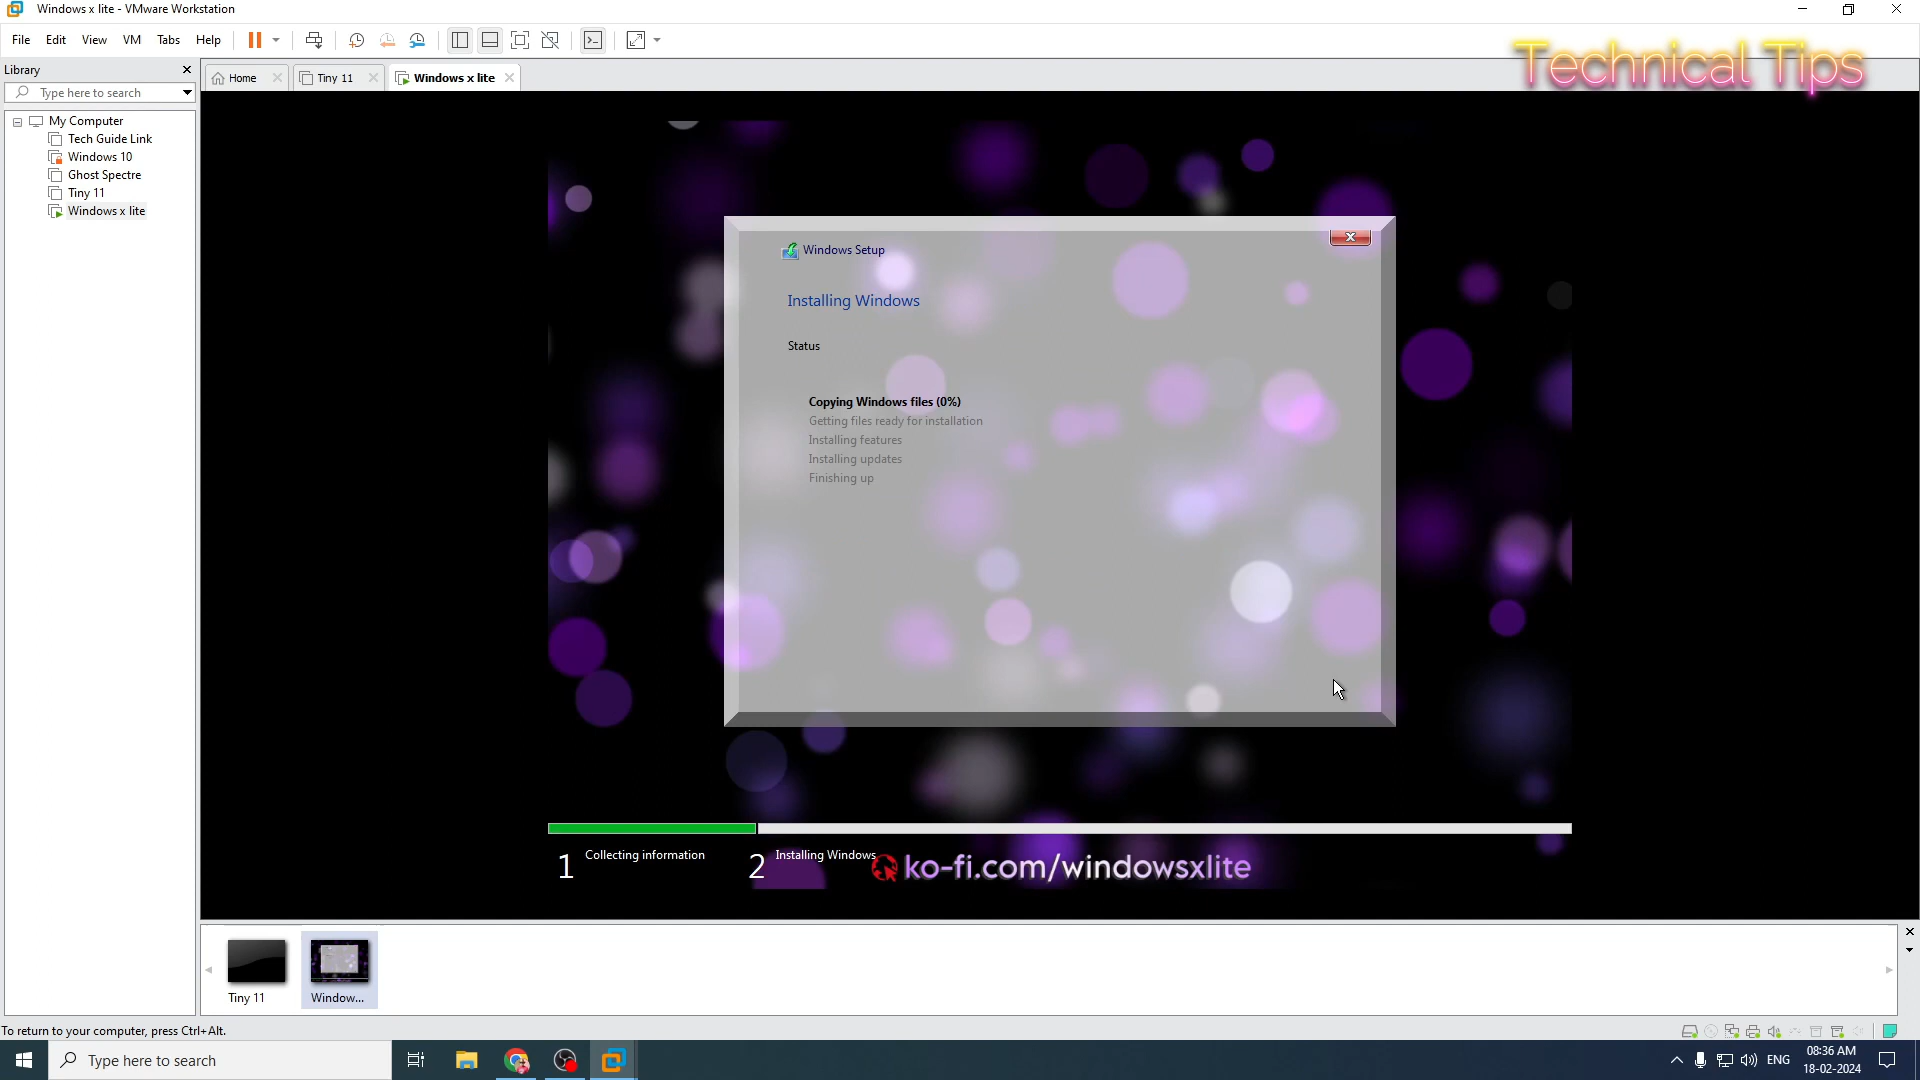 Windows x lite - VMware Workstation
File Edit View VM Tabs Help
Technical Tips
Library
Home Tiny 11 Windows x lite
Type here to search
My Computer
Tech Guide Link
Windows 10
Ghost Spectre
Tiny 11
Windows x lite
Windows Setup
Installing Windows
Status
Copying Windows files (0%)
Getting files ready for installation
Installing features
Installing updates
Finishing up
1 Collecting information 2 Installing Windows
ko-fi.com/windowsxlite
Tiny 11 Window...
To return to your computer, press Ctrl+Alt.
Type here to search
ENG
08:36 AM
18-02-2024